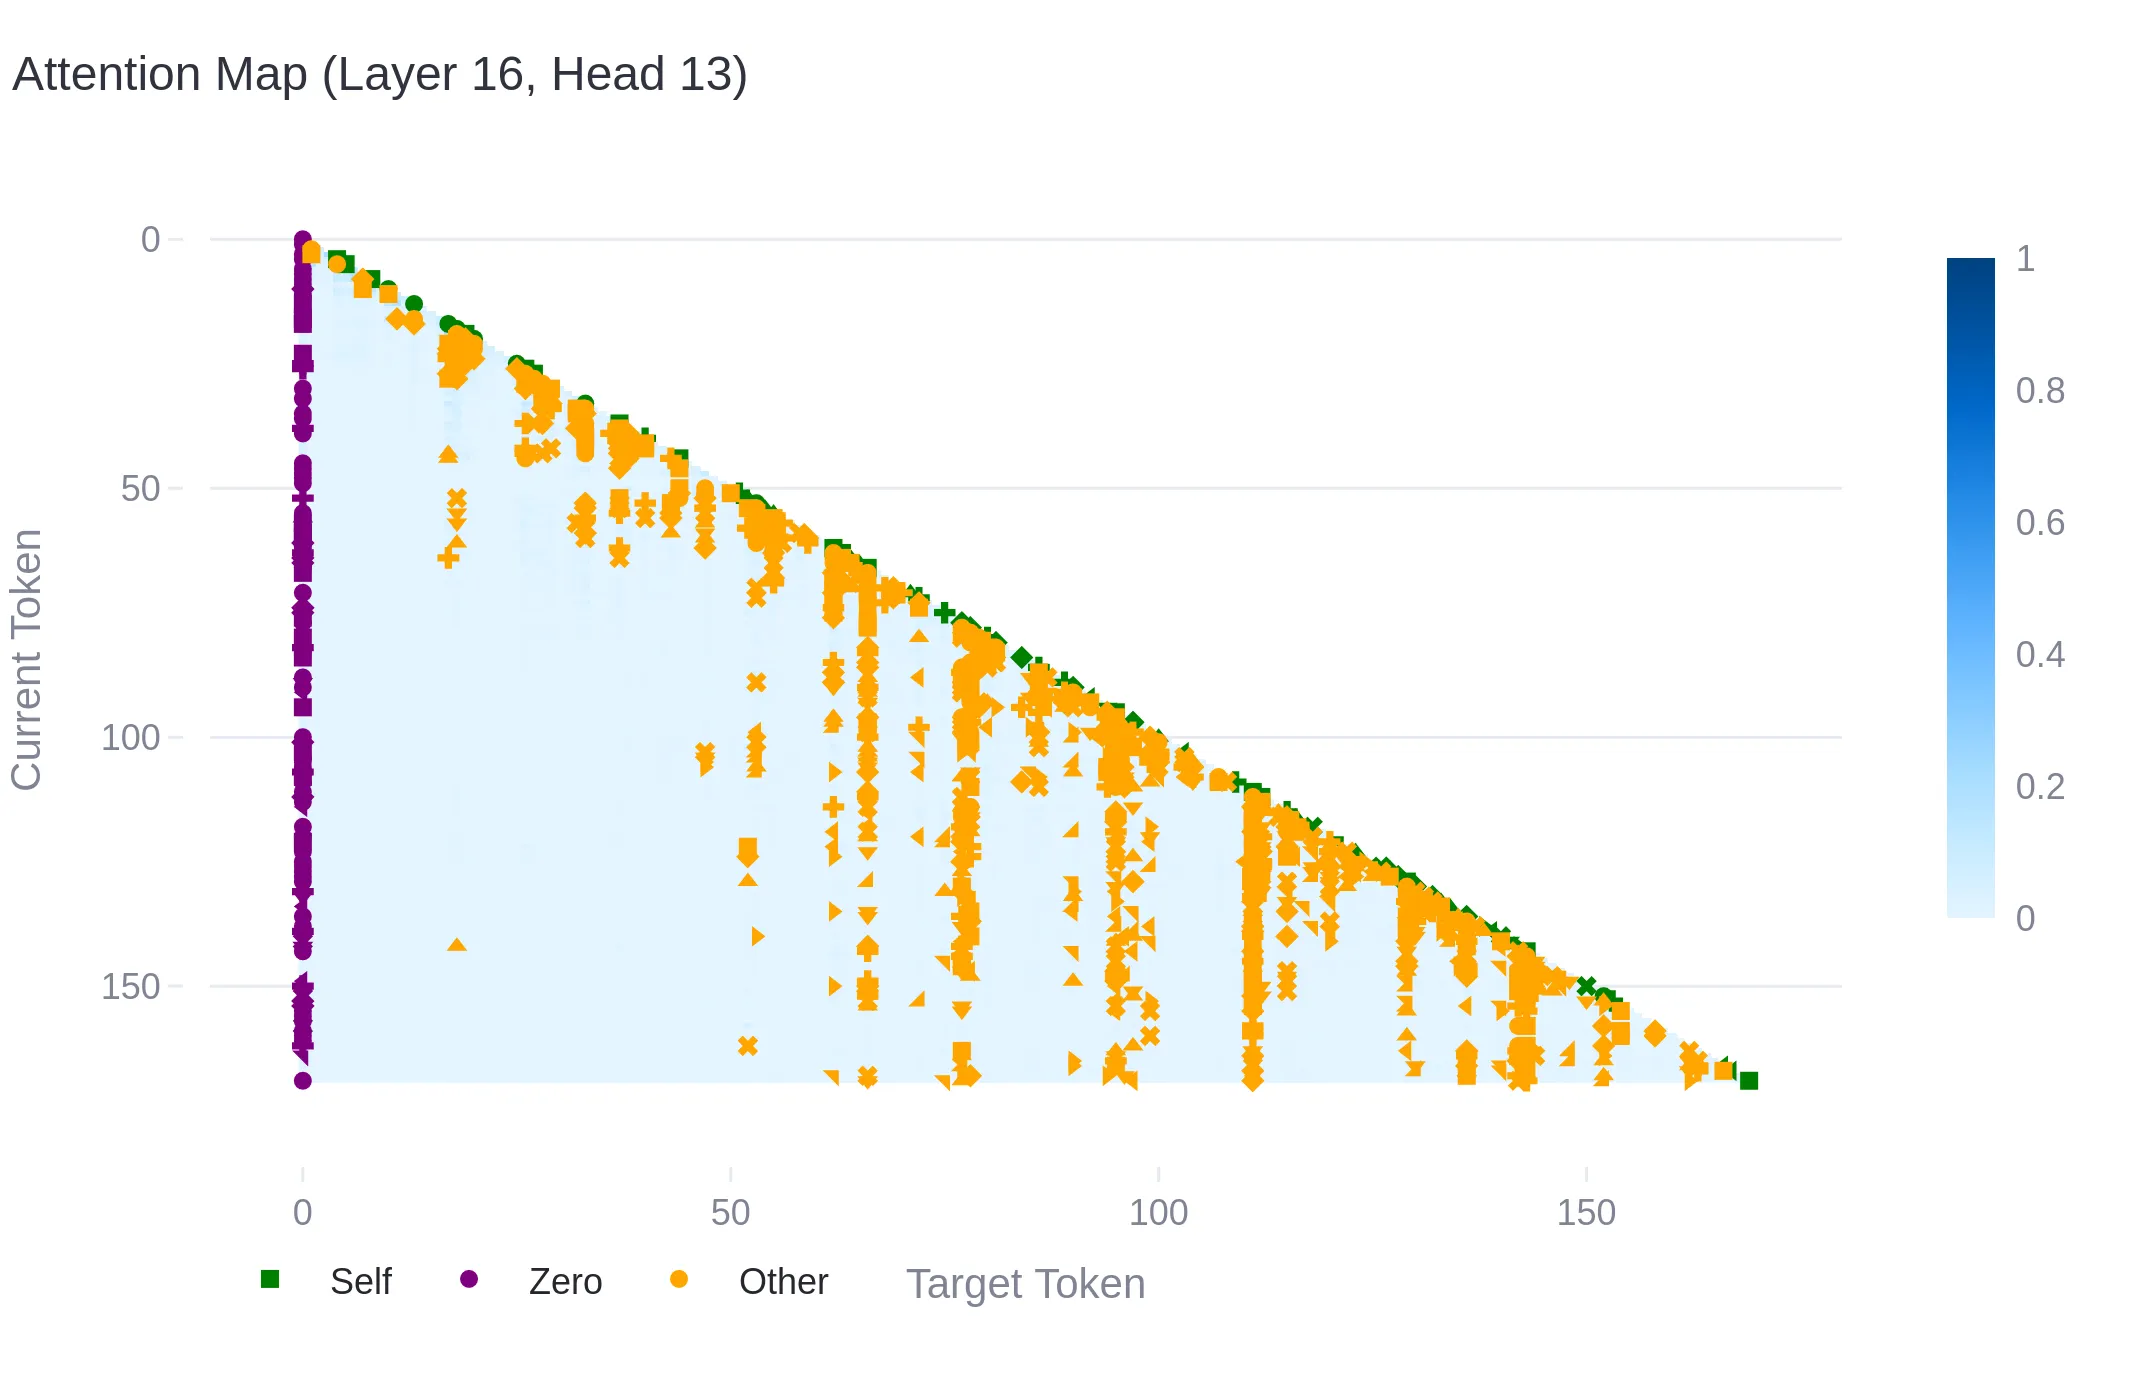 Attention Map (Layer 16, Head 13)
0
50
100
150
Current Token
0
50
100
150
Target Token
Self
Zero
Other
1
0.8
0.6
0.4
0.2
0